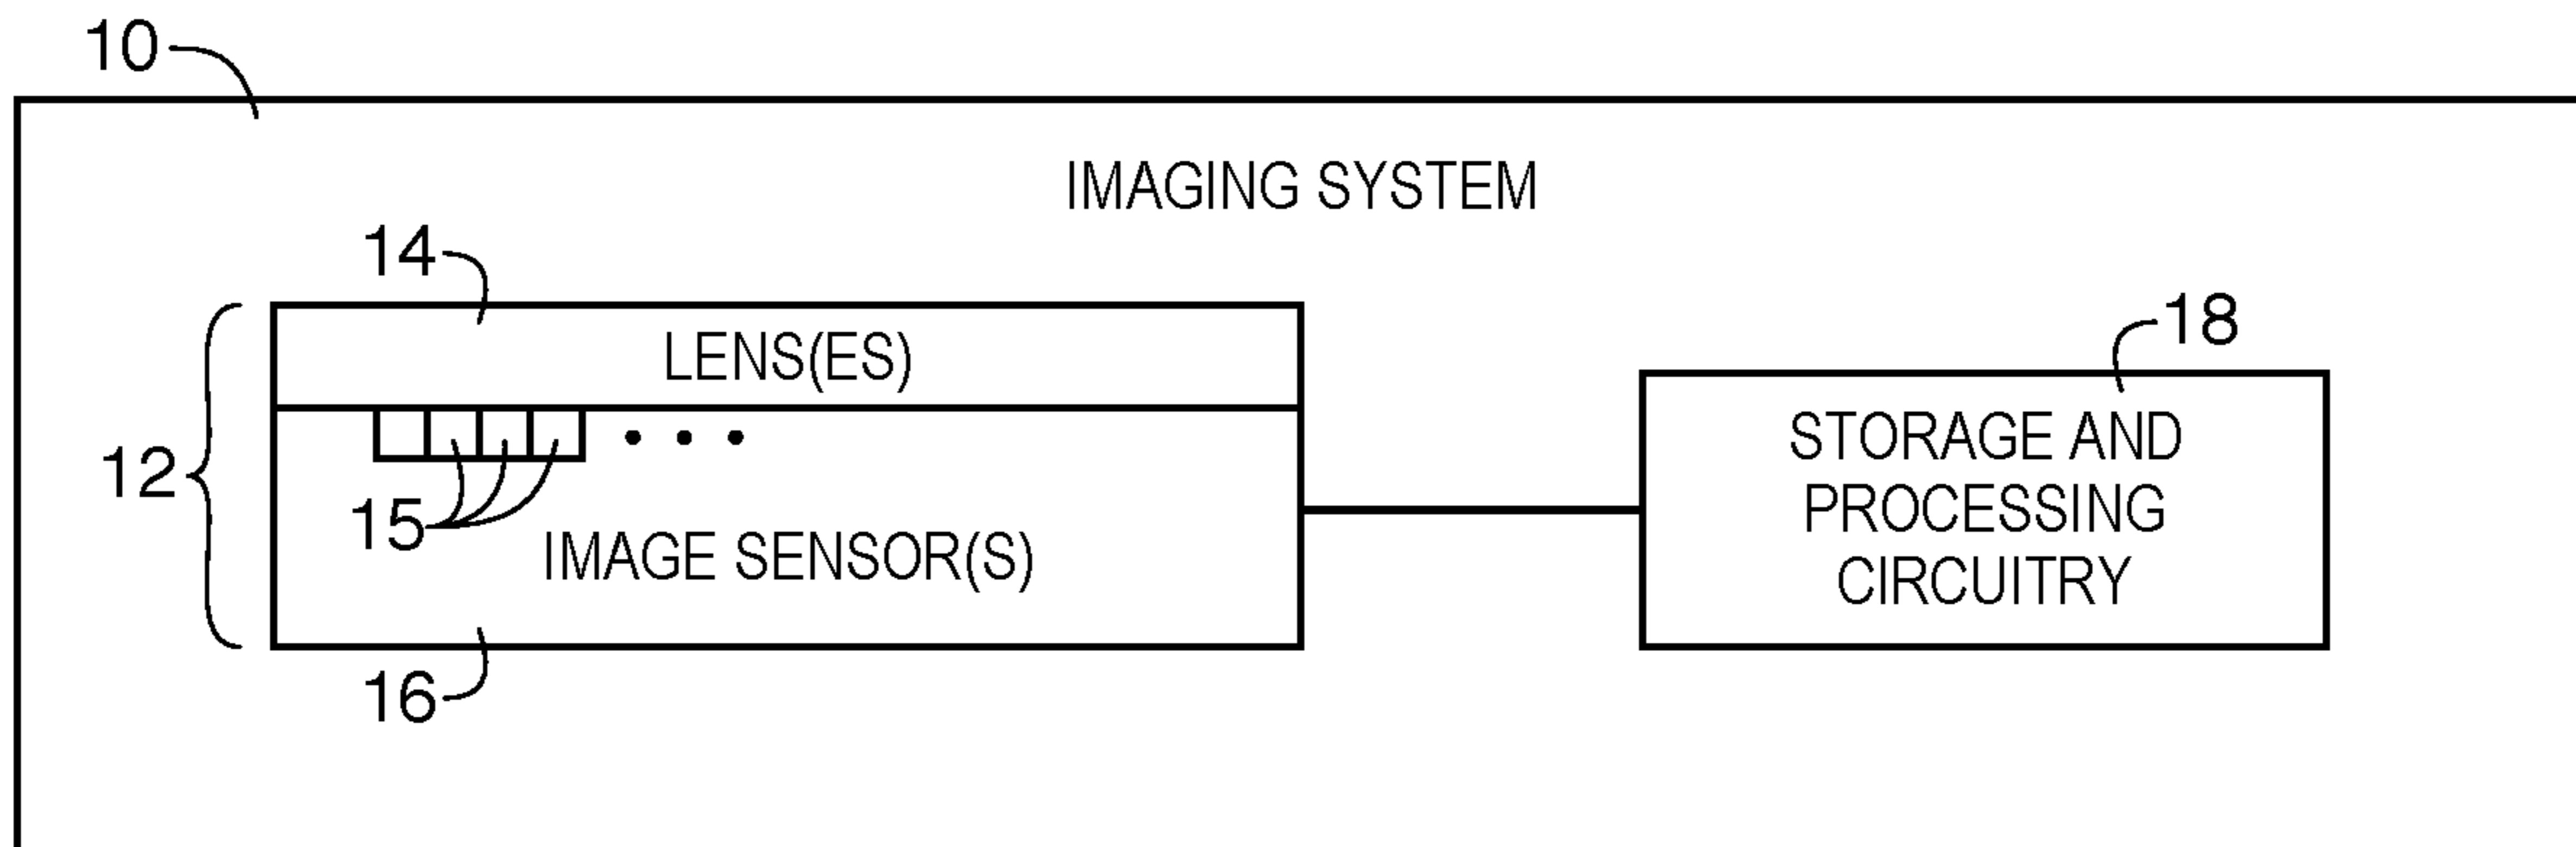 10
IMAGING SYSTEM
14
LENS(ES)
18
12
15
IMAGE SENSOR(S)
STORAGE AND
PROCESSING
CIRCUITRY
16